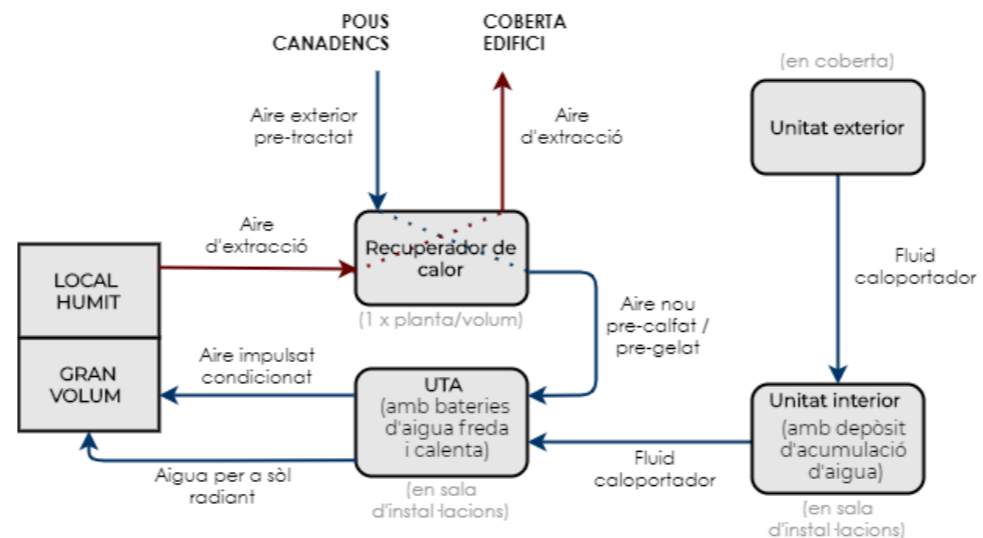 POUS
CANADENCS
COBERTA
EDIFICI
(en coberta)
Unitat exterior
Aire exterior
pre-tractat
Aire
d'extracció
Aire
d'extracció
Recuperador de
calor
(1 x planta/volum)
Fluid
caloportador
LOCAL
HUMIT
GRAN
VOLUM
Aire nou
pre-calfat /
pre-gelat
Aire impulsat
condicionat
UTA
(amb bateries
d'aigua freda
i calenta)
(en sala
d'instal·lacions)
Aigua per a sòl
radiant
Fluid
caloportador
Unitat interior
(amb depòsit
d'acumulació
d'aigua)
(en sala
d'instal·lacions)